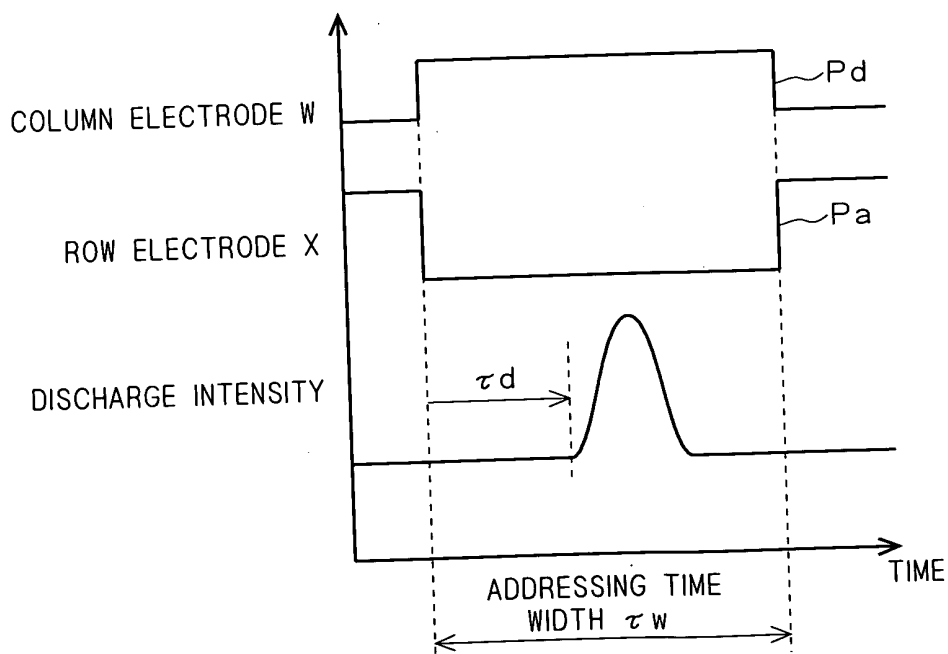 COLUMN ELECTRODE W
Pd
ROW ELECTRODE X
Pa
DISCHARGE INTENSITY
τd
TIME
ADDRESSING TIME
WIDTH τw